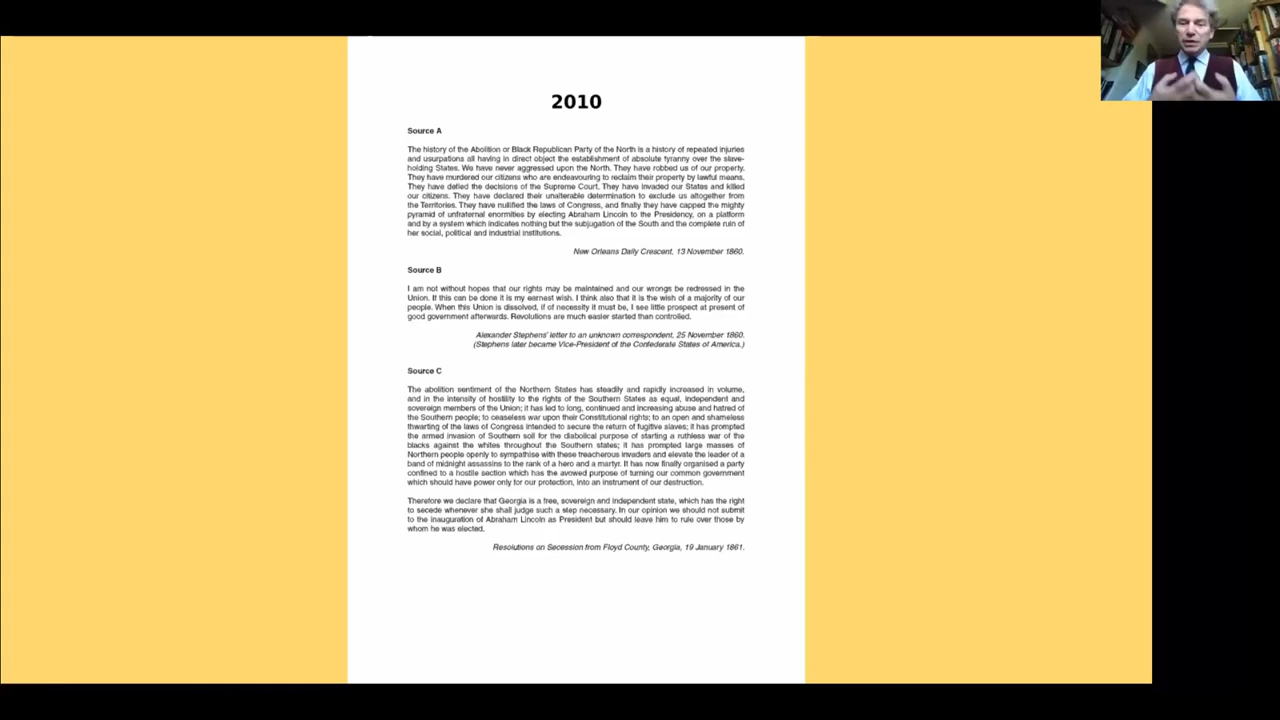 2010
Source A
The history of the Abolition or Black Republican Party of the North is a history of repeated injuries
and usurpations all having in direct object the establishment of absolute tyranny over the slave-
holding States. We have never aggressed upon the North. They have robbed us of our property.
They have murdered our citizens who are endeavouring to reclaim their property by lawful means.
They have defied the decisions of the Supreme Court. They have invaded our States and killed
our citizens. They have declared their unalterable determination to exclude us altogether from
the Territories. They have nullified the laws of Congress, and finally they have capped the mighty
pyramid of unfraternal enormities by electing Abraham Lincoln to the Presidency, on a platform
and by a system which indicates nothing but the subjugation of the South and the complete ruin of
her social, political and industrial institutions.
New Orleans Daily Crescent, 13 November 1860.
Source B
I am not without hopes that our rights may be maintained and our wrongs be redressed in the
Union. If this can be done it is my earnest wish. I think also that it is the wish of a majority of our
people. When this Union is dissolved, if of necessity it must be, I see little prospect at present of
good government afterwards. Revolutions are much easier started than controlled.
Alexander Stephens' letter to an unknown correspondent, 25 November 1860.
(Stephens later became Vice-President of the Confederate States of America.)
Source C
The abolition sentiment of the Northern States has steadily and rapidly increased in volume,
and in the intensity of hostility to the rights of the Southern States as equal, independent and
sovereign members of the Union; it has led to long, continued and increasing abuse and hatred of
the Southern people; to ceaseless war upon their Constitutional rights; to an open and shameless
thwarting of the laws of Congress intended to secure the return of fugitive slaves; it has prompted
the armed invasion of Southern soil for the diabolical purpose of starting a ruthless war of the
blacks against the whites throughout the Southern states; it has prompted large masses of
Northern people openly to sympathise with these treacherous invaders and elevate the leader of a
band of midnight assassins to the rank of a hero and a martyr. It has now finally organised a party
confined to a hostile section which has the avowed purpose of turning our common government
which should have power only for our protection, into an instrument of our destruction.
Therefore we declare that Georgia is a free, sovereign and independent state, which has the right
to secede whenever she shall judge such a step necessary. In our opinion we should not submit
to the inauguration of Abraham Lincoln as President but should leave him to rule over those by
whom he was elected.
Resolutions on Secession from Floyd County, Georgia, 19 January 1861.